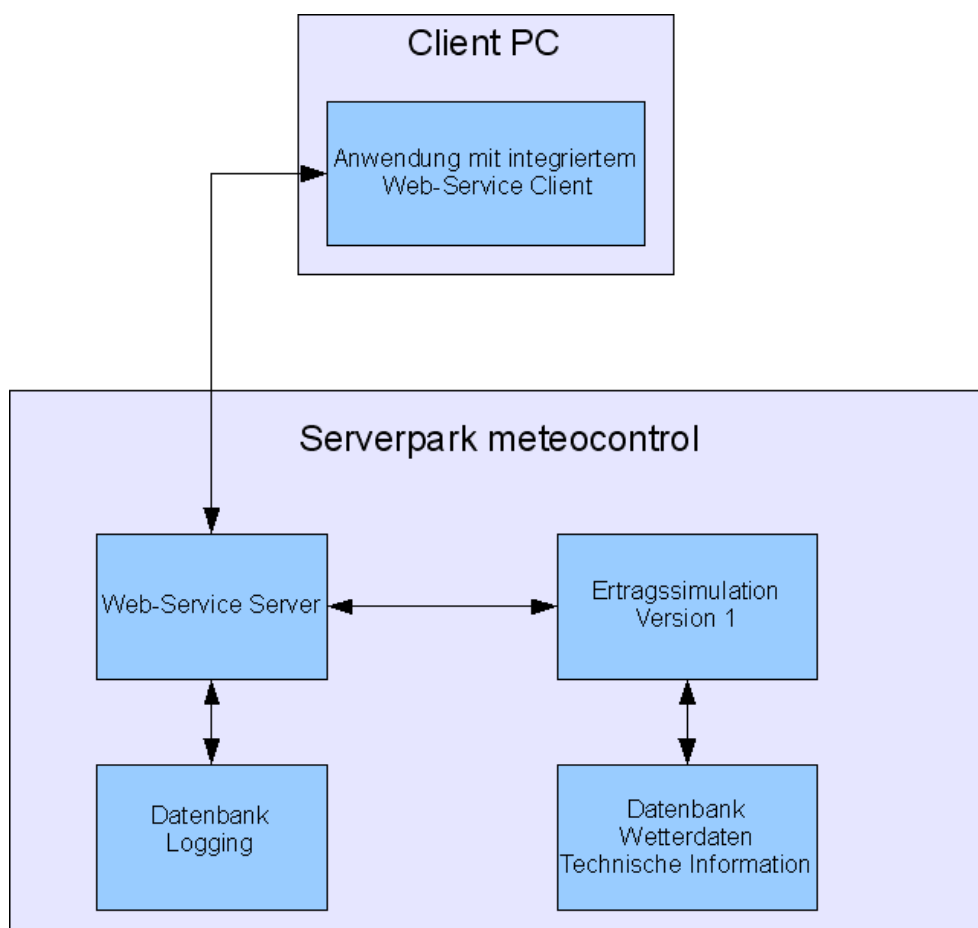 Client PC
Anwendung mit integriertem
Web-Service Client
Serverpark meteocontrol
Web-Service Server
Ertragssimulation
Version 1
Datenbank
Logging
Datenbank
Wetterdaten
Technische Information